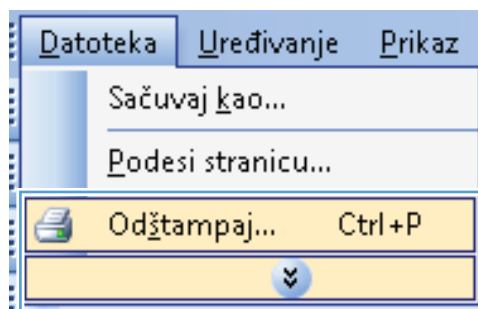 Datoteka Uređivanje Prikaz
Sačuvaj kao...
Podesi stranicu...
Odštampaj... Ctrl+P